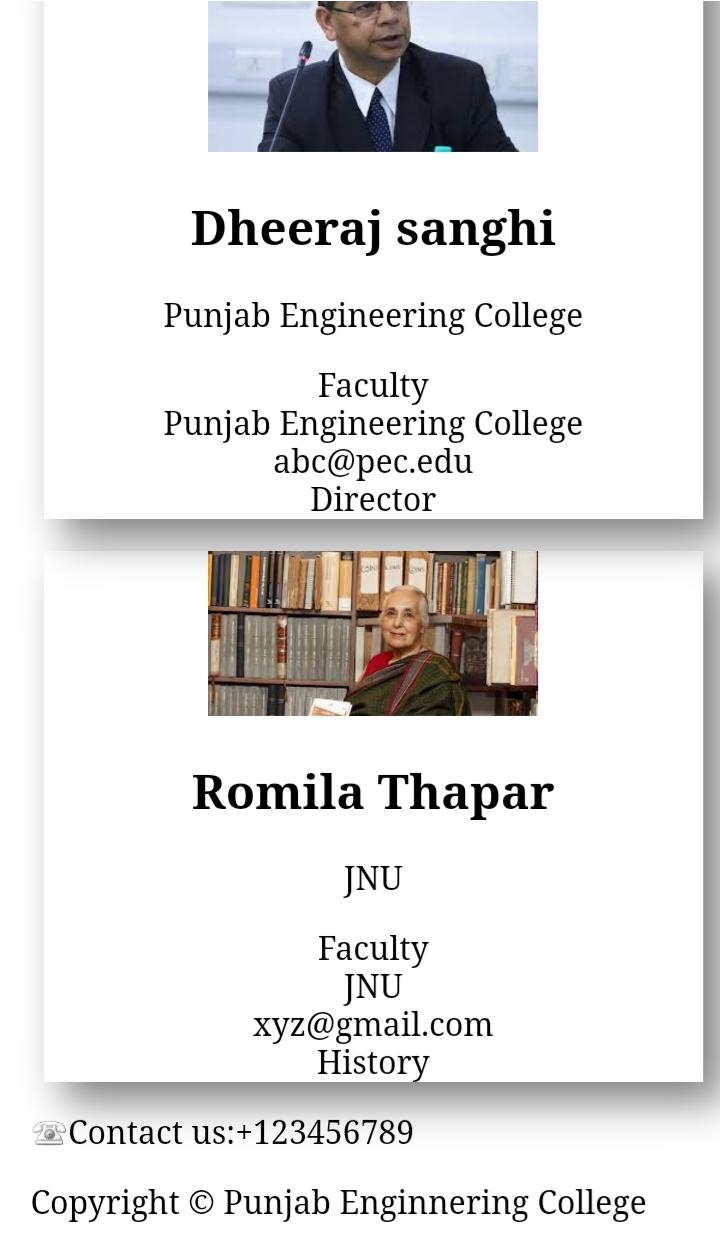 Dheeraj sanghi
Punjab Engineering College
Faculty
Punjab Engineering College
abc@pec.edu
Director
Romila Thapar
JNU
Faculty
JNU
xyz@gmail.com
History
☏Contact us:+123456789
Copyright © Punjab Enginnering College